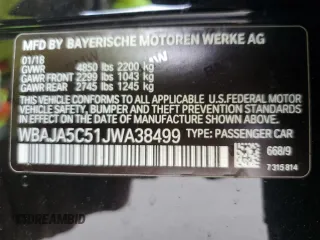 MFD BY BAYERISCHE MOTOREN WERKE AG
01/18
GVWR 4850 lbs 2200 kg
GAWR FRONT 2299 lbs 1043 kg
GAWR REAR 2745 lbs 1245 kg
THIS VEHICLE CONFORMS TO ALL APPLICABLE
U.S. FEDERAL MOTOR VEHICLE SAFETY, BUMPER,
AND THEFT PREVENTION STANDARDS IN EFFECT ON
THE DATE OF MANUFACTURE SHOWN ABOVE.
WBAJA5C51JWA38499 TYPE: PASSENGER CAR
668/9
7 315 814
IDREAMBID